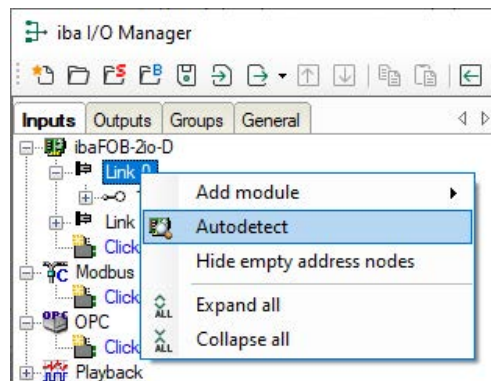 iba I/O Manager
Inputs Outputs Groups General
ibaFOB-2io-D
Link 0
Add module
Link
Autodetect
Click
Hide empty address nodes
Modbus
Click
Expand all
OPC
Collapse all
Click
Playback